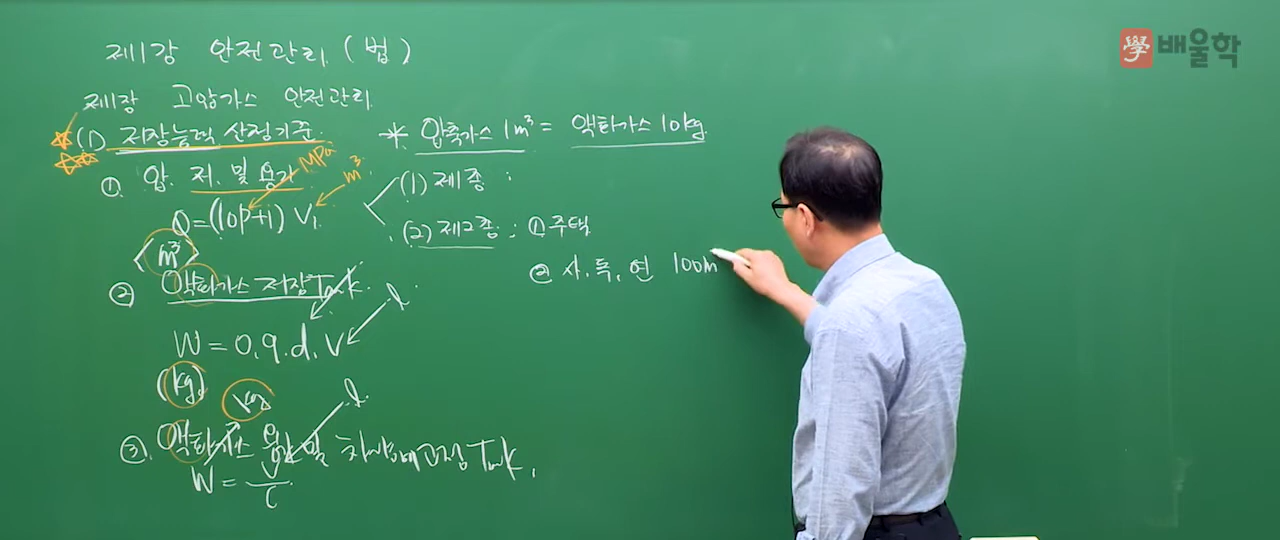 제1강 안전관리 (법)
제1장 고압가스 안전관리
(1) 저장능력 산정기준
① 압. 저. 및 용기
MPa
m³
Q=(10P+1) V₁
(m³)
② 액화가스 저장Tank.
l
W=0.9.d.V
(kg)
kg
l
③ 액화가스 용기 및 차량에고정 Tank.
W = V/C
* 압축가스 1m³ = 액화가스 10kg.
(1) 제1종 :
(2) 제2종 : ① 주택
② 사. 특. 연 100m
學 배울학